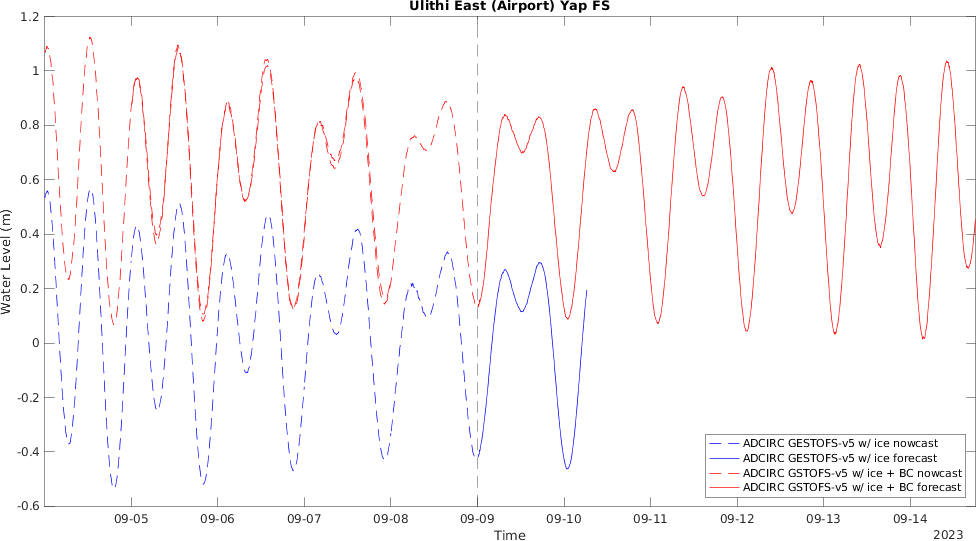 Ulithi East (Airport) Yap FS
1.2
1
0.8
0.6
0.4
0.2
0
-0.2
-0.4
-0.6
Water Level (m)
ADCIRC GESTOFS-v5 w/ ice nowcast
ADCIRC GESTOFS-v5 w/ ice forecast
ADCIRC GSTOFS-v5 w/ ice + BC nowcast
ADCIRC GSTOFS-v5 w/ ice + BC forecast
09-05 09-06 09-07 09-08 09-09 09-10 09-11 09-12 09-13 09-14
Time
2023